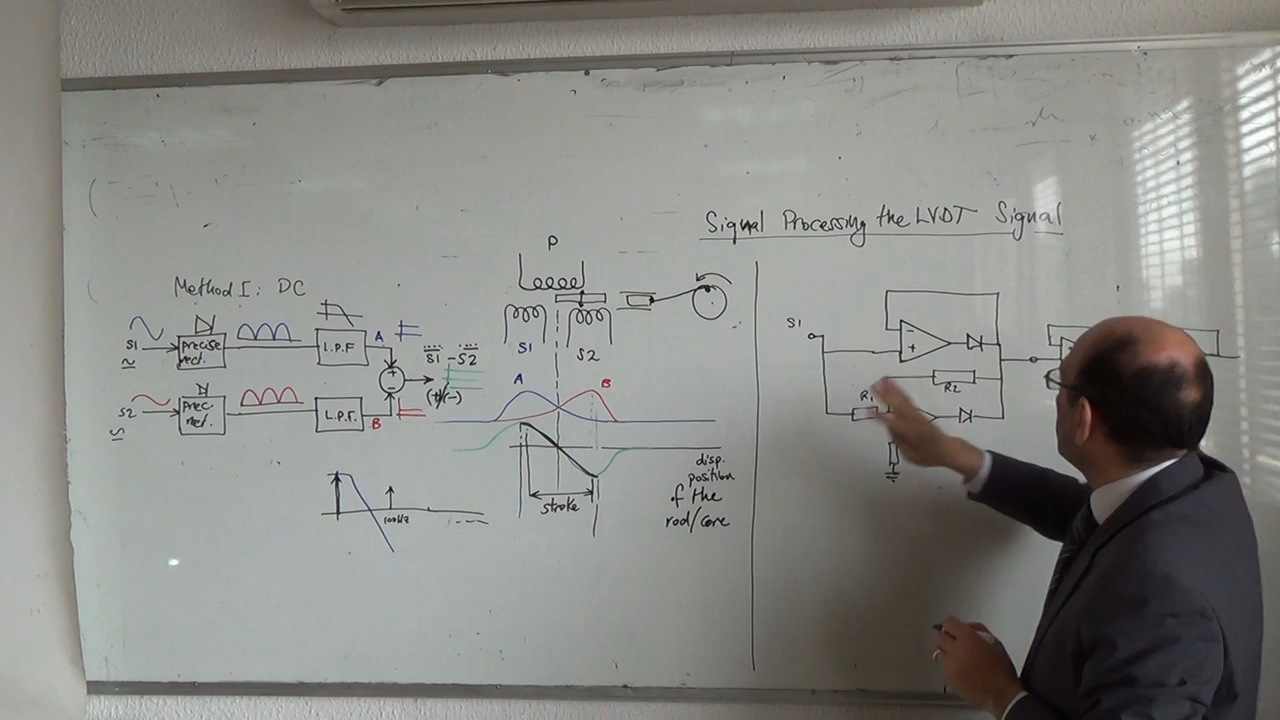 Signal Processing the LVDT Signal
Method I: DC
S1
precise
rect.
L.P.F
A
S1 - S2
(+)/(-)
S2
prec.
rect.
L.P.F.
B
100Hz
P
S1
S2
A
B
stroke
disp.
position
of the
rod/core
S1
R1
R2
+